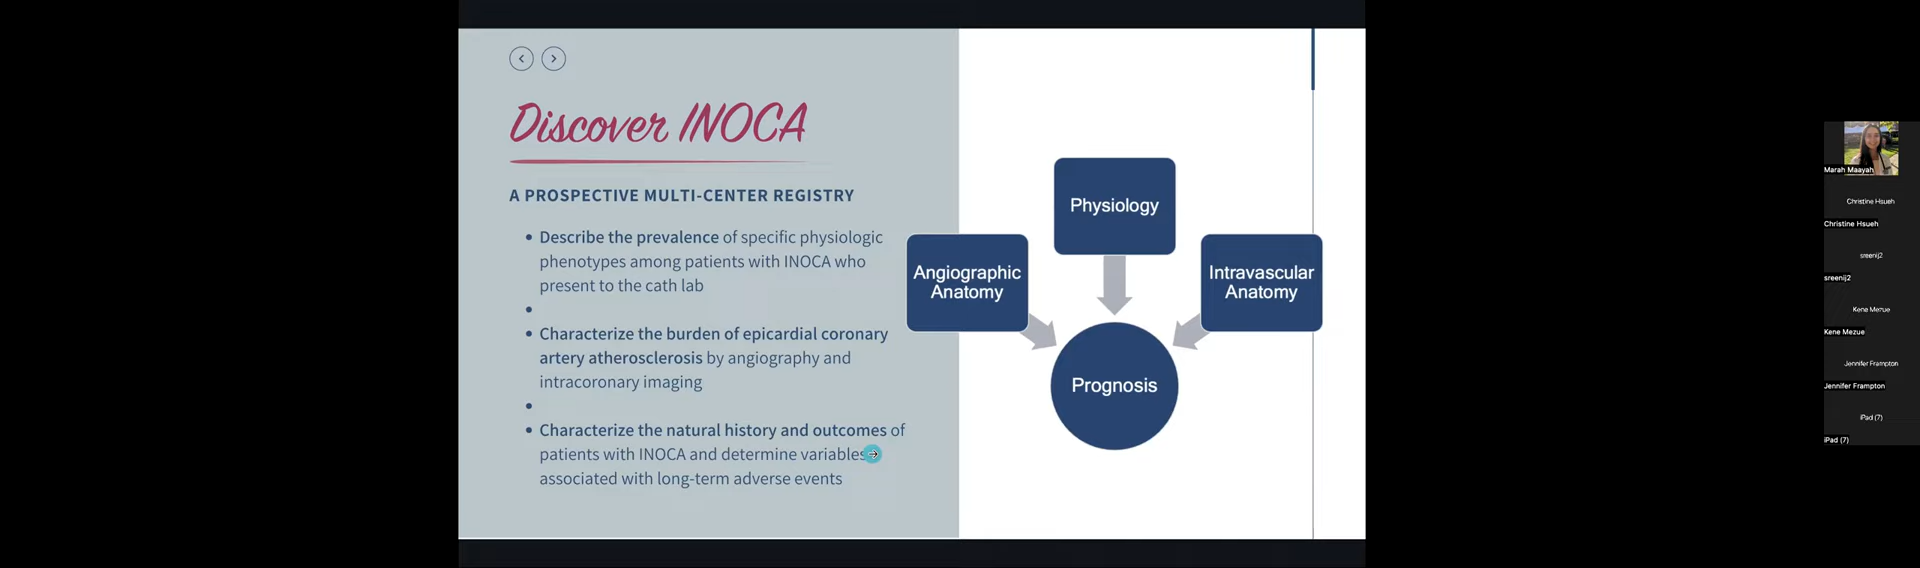 Discover INOCA
A PROSPECTIVE MULTI-CENTER REGISTRY
• Describe the prevalence of specific physiologic
phenotypes among patients with INOCA who
present to the cath lab
•
• Characterize the burden of epicardial coronary
artery atherosclerosis by angiography and
intracoronary imaging
•
• Characterize the natural history and outcomes of
patients with INOCA and determine variables
associated with long-term adverse events
Physiology
Angiographic
Anatomy
Intravascular
Anatomy
Prognosis
Marah Maayah
Christine Hsueh
Christine Hsueh
sreenij2
sreenij2
Kene Mezue
Kene Mezue
Jennifer Frampton
Jennifer Frampton
iPad (7)
iPad (7)